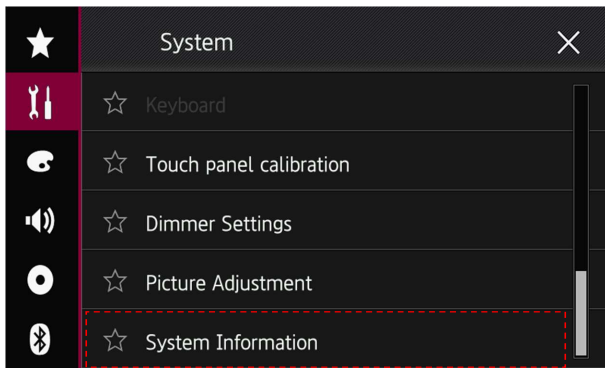 System
Keyboard
Touch panel calibration
Dimmer Settings
Picture Adjustment
System Information